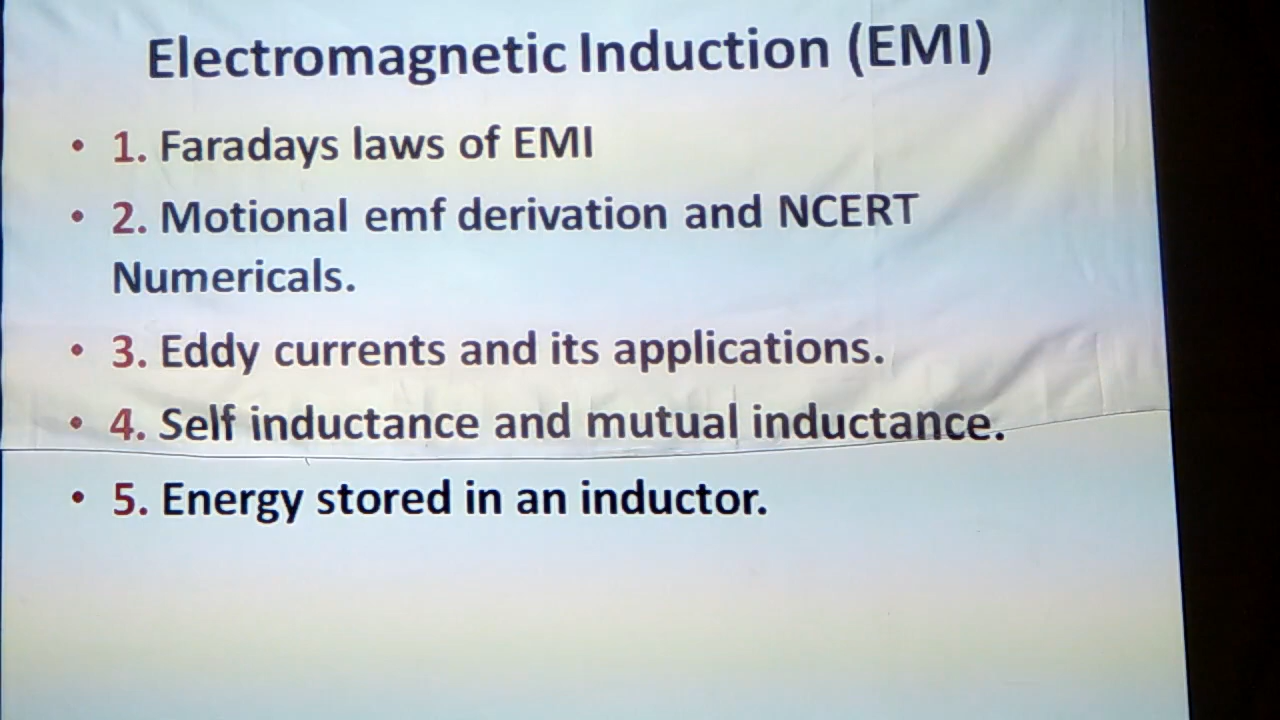 Electromagnetic Induction (EMI)
• 1. Faradays laws of EMI
• 2. Motional emf derivation and NCERT
Numericals.
• 3. Eddy currents and its applications.
• 4. Self inductance and mutual inductance.
• 5. Energy stored in an inductor.